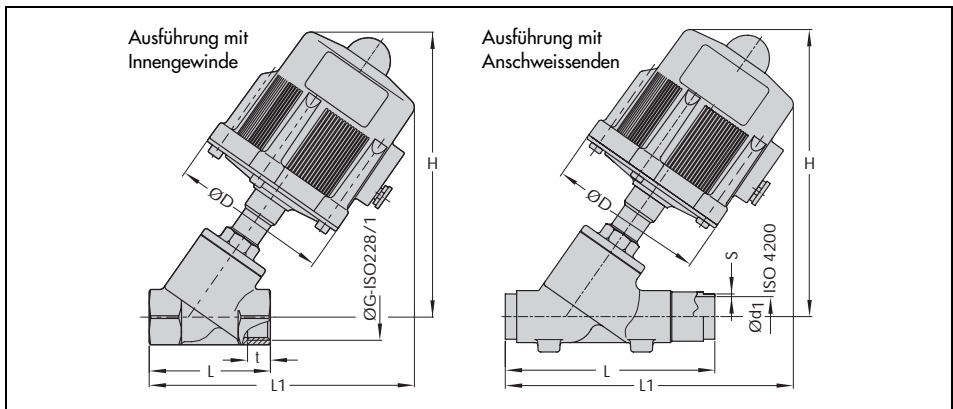 Ausführung mit
Innengewinde
H
ØD
ØG-ISO228/1
t
L
L1
Ausführung mit
Anschweissenden
H
ØD
S
ISO 4200
Ød1
L
L1